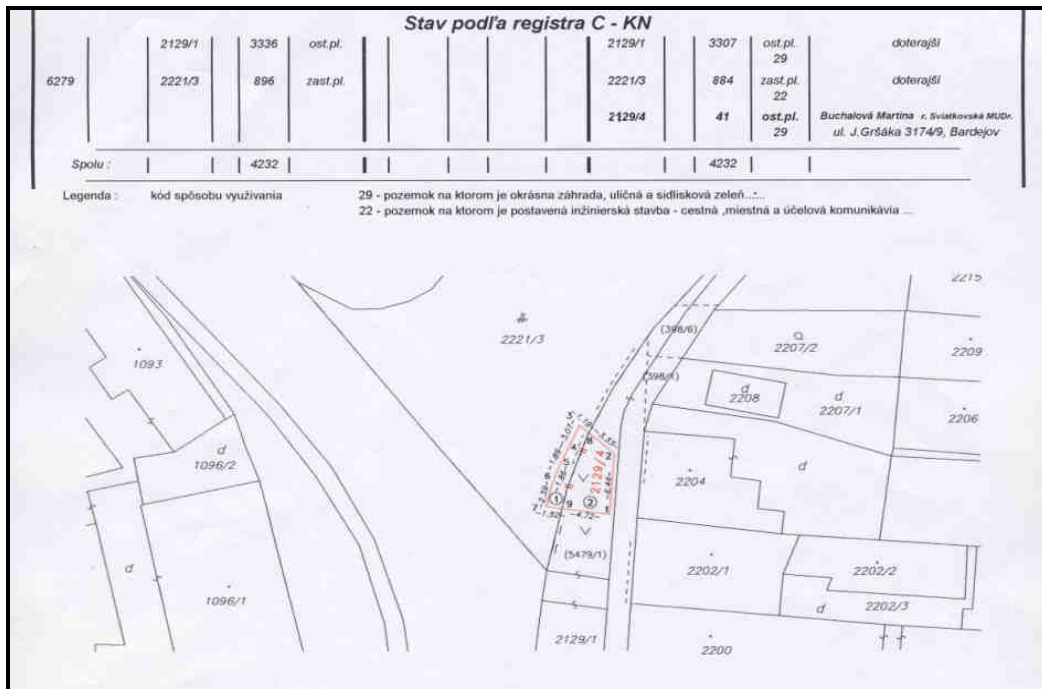 Stav podľa registra C - KN
2129/1 3336 ost.pl. 2129/1 3307 ost.pl. doterajší
29
6279 2221/3 896 zast.pl. 2221/3 884 zast.pl. doterajší
22
2129/4 41 ost.pl. Buchalová Martina r. Sviatkovská MUDr.
29 ul. J.Gršáka 3174/9, Bardejov
Spolu : 4232 4232
Legenda : kód spôsobu využivania 29 - pozemok na ktorom je okrásna záhrada, uličná a sídlisková zeleň.....
22 - pozemok na ktorom je postavená inžinierská stavba - cestná ,miestná a účelová komunikávia ...
2215
2221/3
(398/6)
2207/2
2209
1093
(398/1)
d
2208
d
2207/1
2206
d
1096/2
2129/4
2204
d
1
2
(5479/1)
d
1096/1
2202/1
2202/2
d
2202/3
2129/1
2200